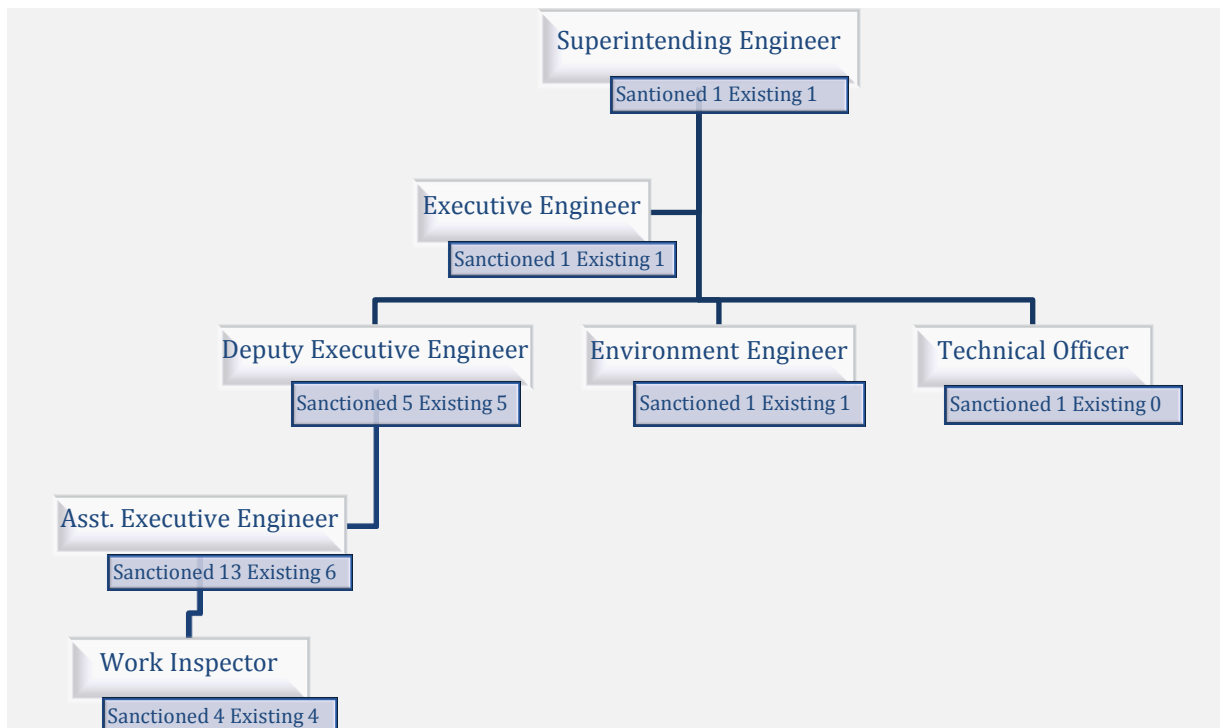 Superintending Engineer
Santioned 1 Existing 1
Executive Engineer
Sanctioned 1 Existing 1
Deputy Executive Engineer
Sanctioned 5 Existing 5
Environment Engineer
Sanctioned 1 Existing 1
Technical Officer
Sanctioned 1 Existing 0
Asst. Executive Engineer
Sanctioned 13 Existing 6
Work Inspector
Sanctioned 4 Existing 4